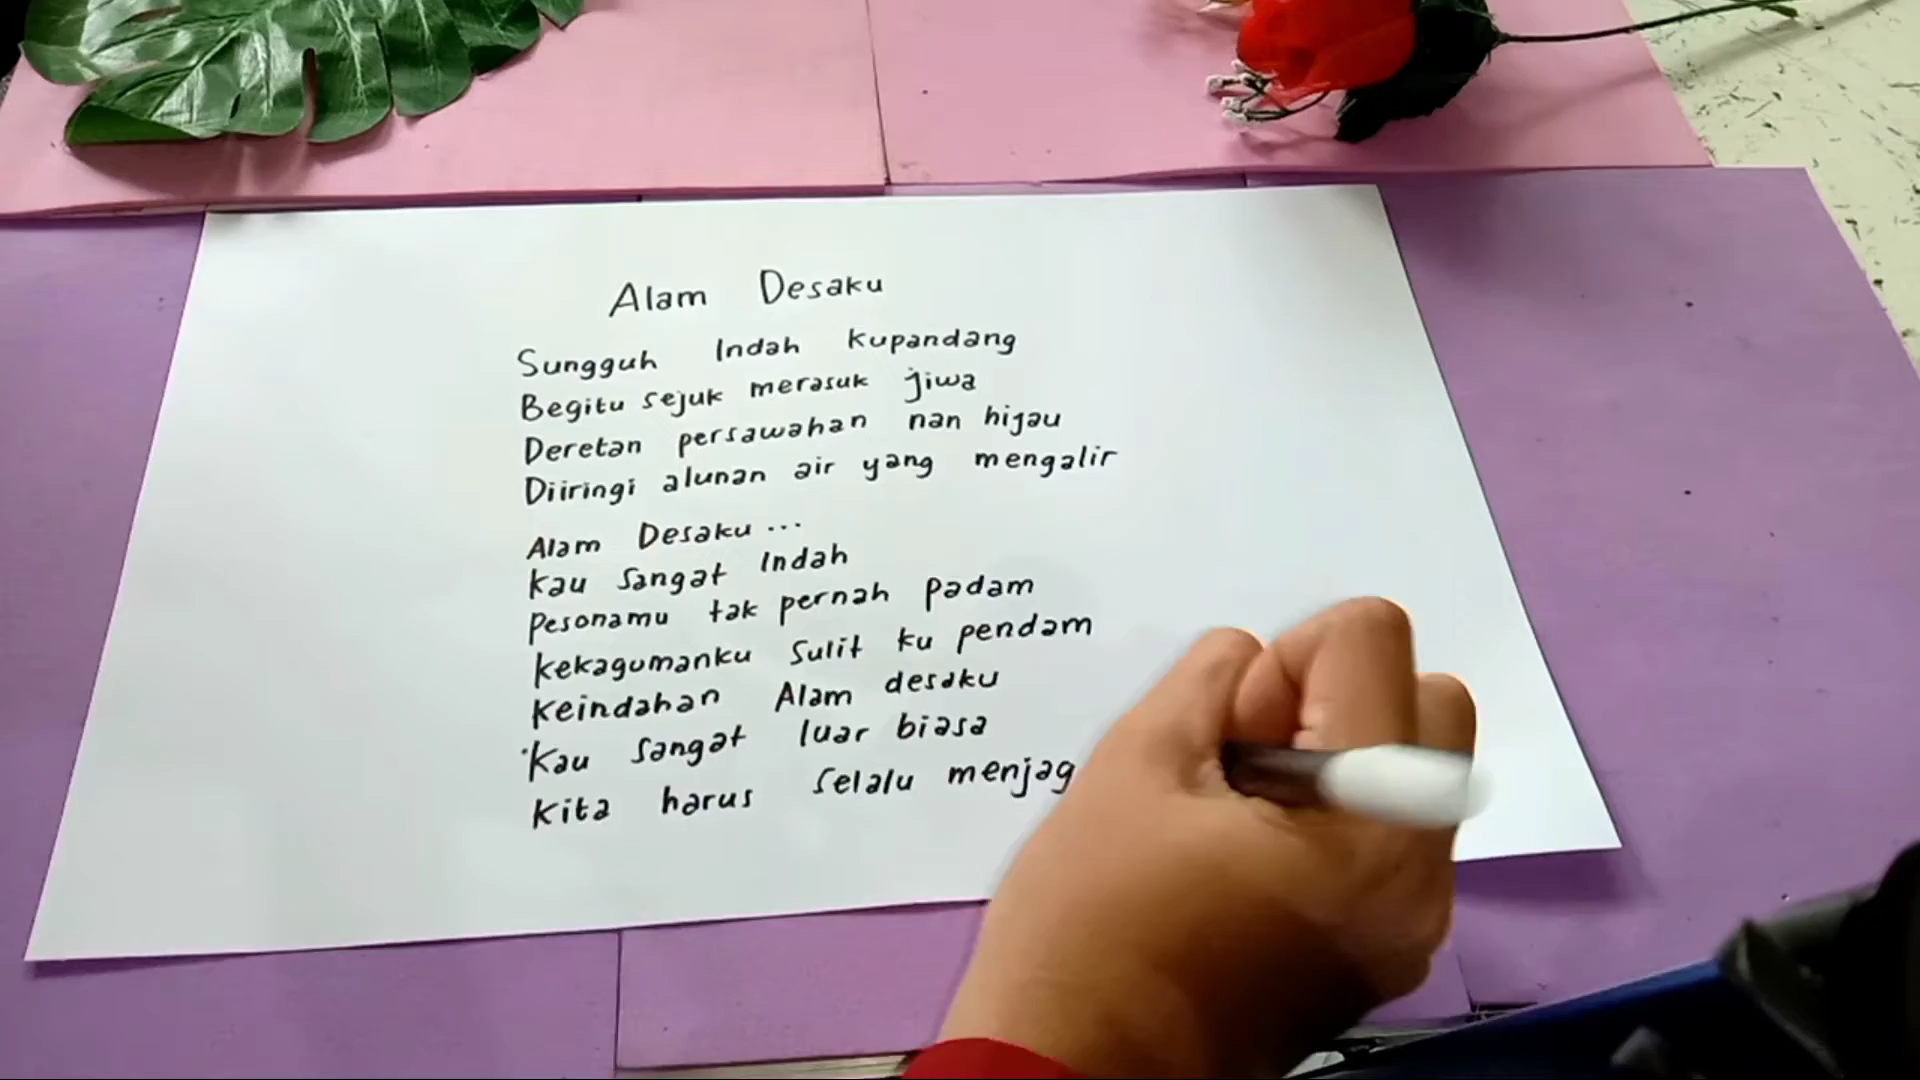 Alam Desaku
Sungguh Indah kupandang
Begitu sejuk merasuk jiwa
Deretan persawahan nan hijau
Diiringi alunan air yang mengalir
Alam Desaku ...
kau Sangat Indah
pesonamu tak pernah padam
kekagumanku Sulit ku pendam
keindahan Alam desaku
Kau Sangat luar biasa
kita harus Selalu menjag